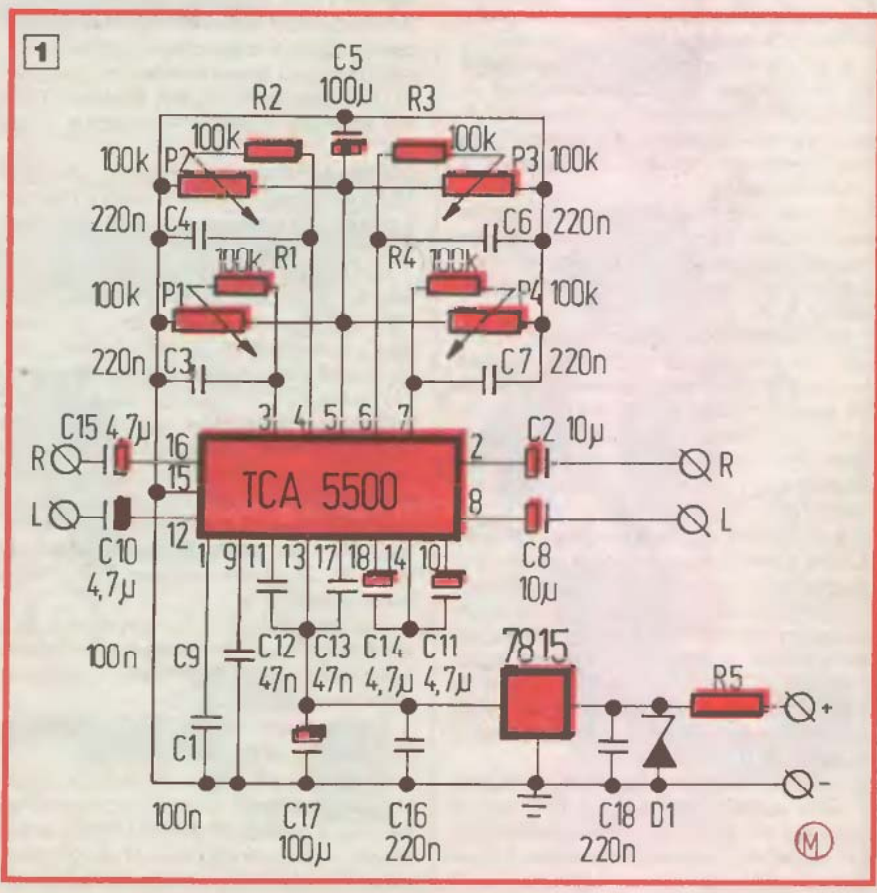 1
C5
100µ
R2
R3
100k
100k
100k
P2
P3
100k
220n
C4
C6
220n
100k
R1
R4
100k
100k
P1
P4
100k
220n
C3
C7
220n
3 4 5 6 7
C15 4,7µ
16
2
C2 10µ
R
R
15
TCA 5500
L
8
L
12
C10
1 9 11 13 17 18 14 10
C8
4,7µ
10µ
100n
C9
C12 C13 C14 C11
47n 47n 4,7µ 4,7µ
7815
R5
+
C1
-
100n
C17
C16
C18 D1
100µ
220n
220n
M